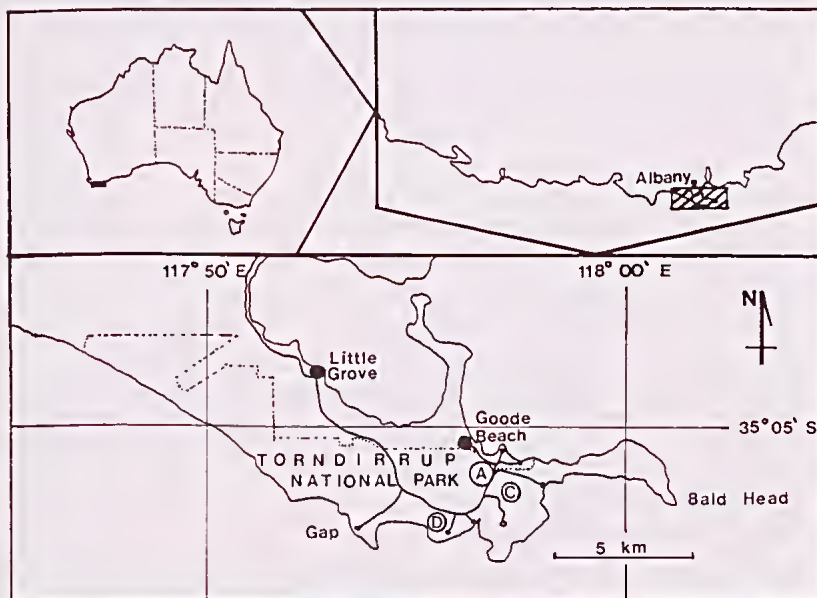 Albany
117° 50' E
118° 00' E
N
Little
Grove
Goode
Beach
35°05' S
TORNDIRRUP
NATIONAL PARK
A
C
Bald Head
D
Gap
5 km